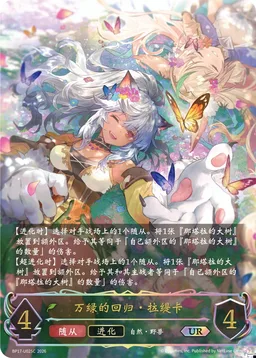 【进化时】选择对手战场上的1个随从。将1张『那塔拉的大树』
放置到额外区。给予其等同于『自己额外区的『那塔拉的大树』
的数量』的伤害。
【超进化时】选择对手战场上的1个随从。将1张『那塔拉的大树』
放置到额外区。给予其和其主战者等同于『自己额外区的
『那塔拉的大树』的数量』的伤害。
4
万绿的回归·拉缇卡
4
随从
进化
自然·野兽
UR